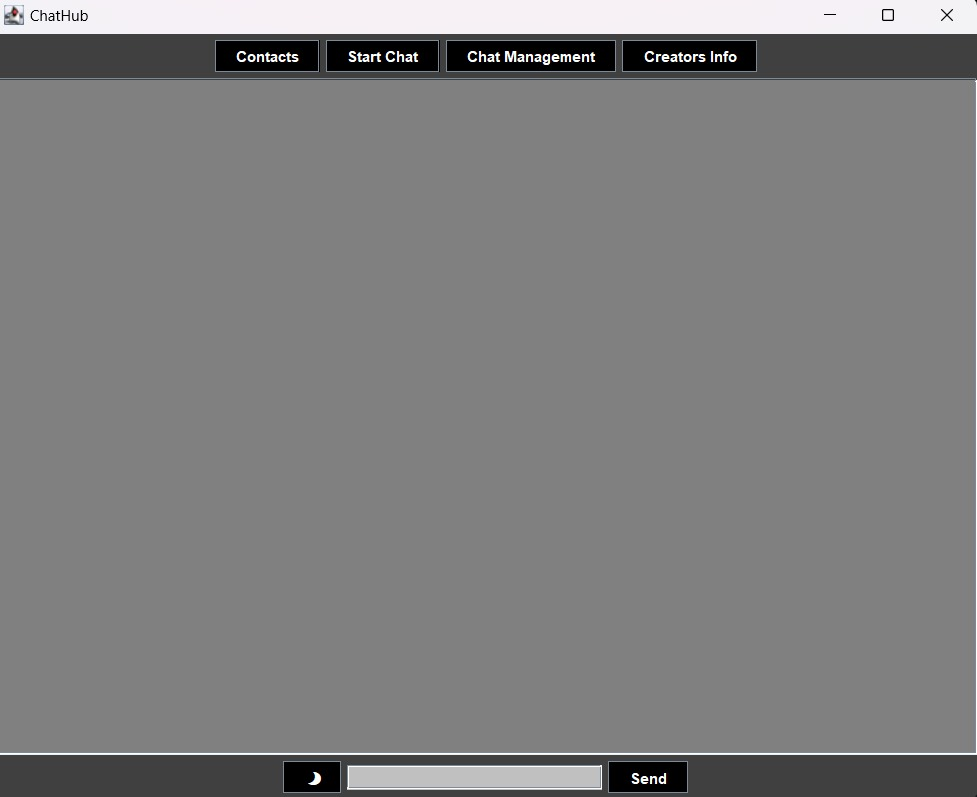 ChatHub
Contacts Start Chat Chat Management Creators Info
Send